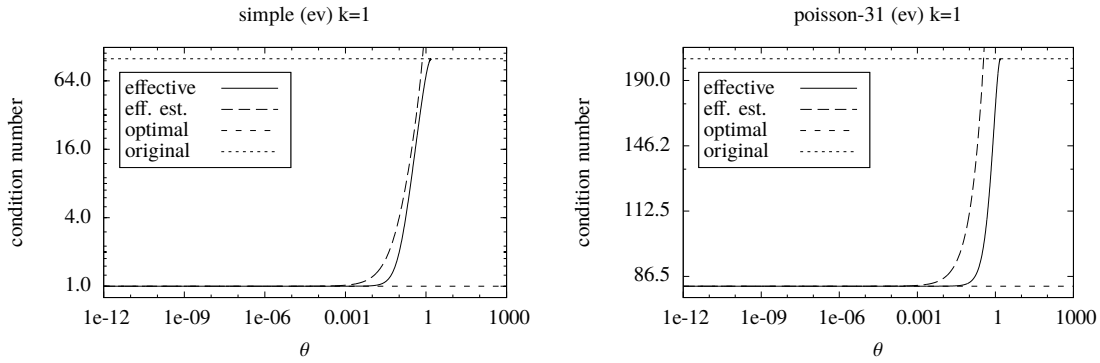 simple (ev) k=1
condition number
64.0
16.0
4.0
1.0
effective
eff. est.
optimal
original
1e-12 1e-09 1e-06 0.001 1 1000
θ
poisson-31 (ev) k=1
condition number
190.0
146.2
112.5
86.5
effective
eff. est.
optimal
original
1e-12 1e-09 1e-06 0.001 1 1000
θ